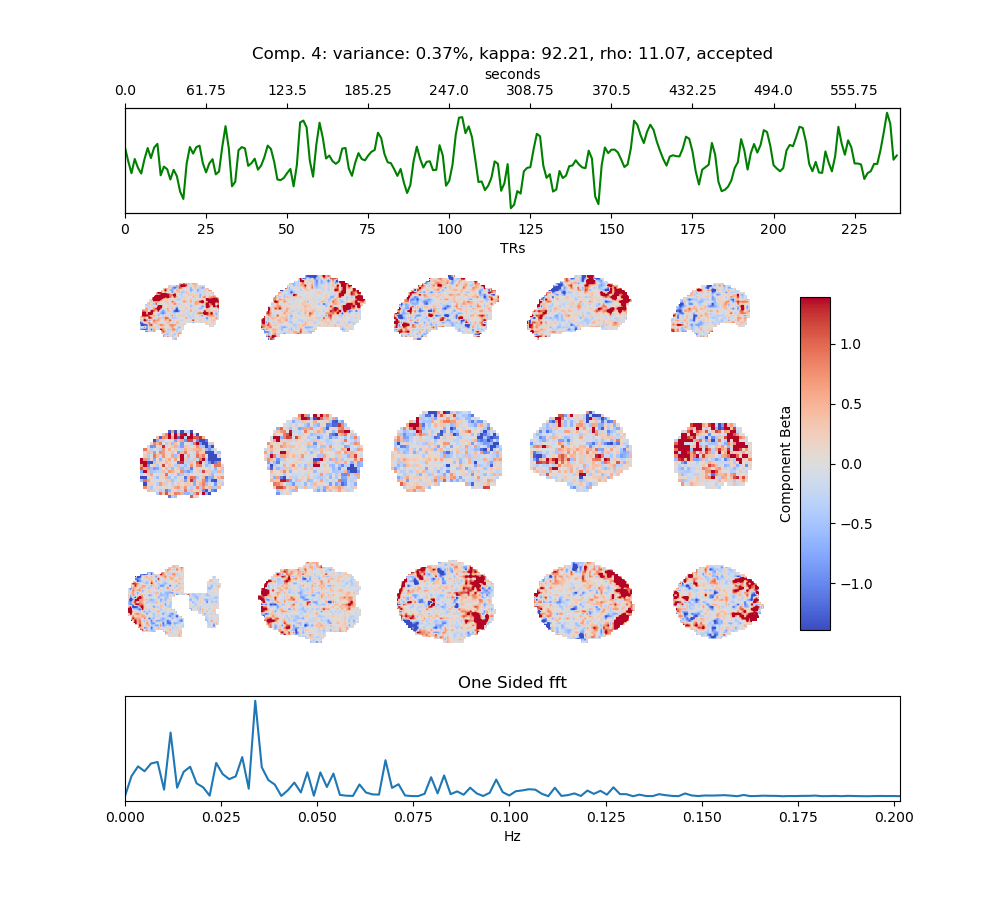 Comp. 4: variance: 0.37%, kappa: 92.21, rho: 11.07, accepted
seconds
0.0 61.75 123.5 185.25 247.0 308.75 370.5 432.25 494.0 555.75
0 25 50 75 100 125 150 175 200 225
TRs
1.0
0.5
0.0
−0.5
−1.0
Component Beta
One Sided fft
0.000 0.025 0.050 0.075 0.100 0.125 0.150 0.175 0.200
Hz